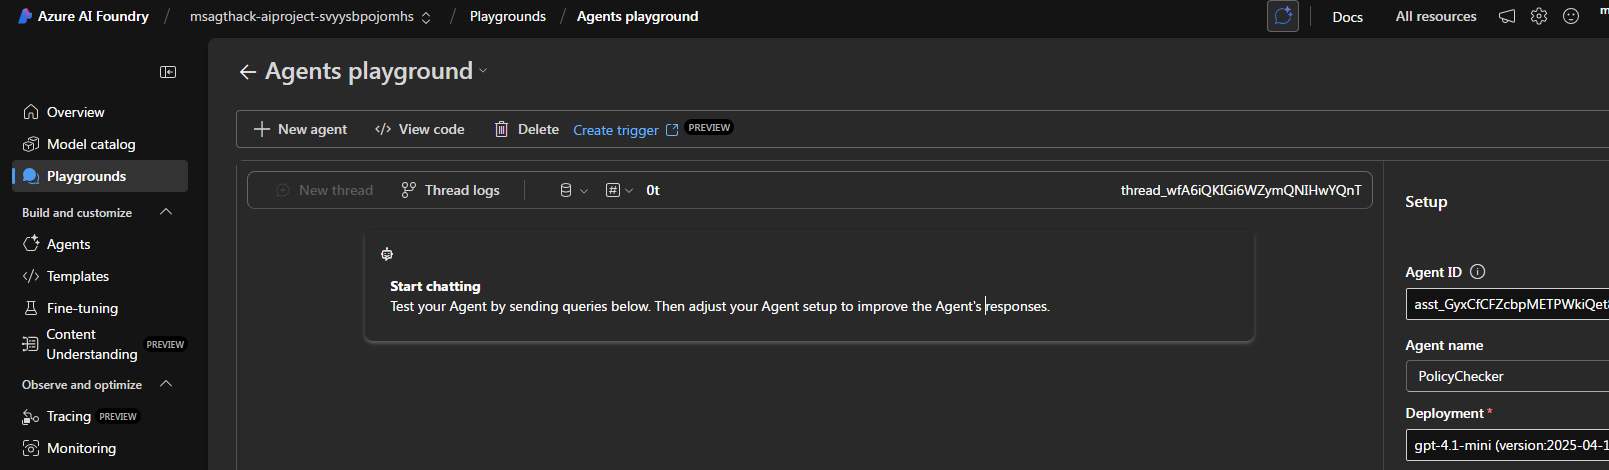 Azure AI Foundry / msagthack-aiproject-svyysbpojomhs / Playgrounds / Agents playground
Docs All resources
Agents playground
New agent View code Delete Create trigger PREVIEW
New thread Thread logs 0t thread_wfA6iQKIGi6WZymQNIHwYQnT
Start chatting
Test your Agent by sending queries below. Then adjust your Agent setup to improve the Agent's responses.
Overview
Model catalog
Playgrounds
Build and customize
Agents
Templates
Fine-tuning
Content
Understanding PREVIEW
Observe and optimize
Tracing PREVIEW
Monitoring
Setup
Agent ID
asst_GyxCfCFZcbpMETPWkiQet
Agent name
PolicyChecker
Deployment *
gpt-4.1-mini (version:2025-04-1